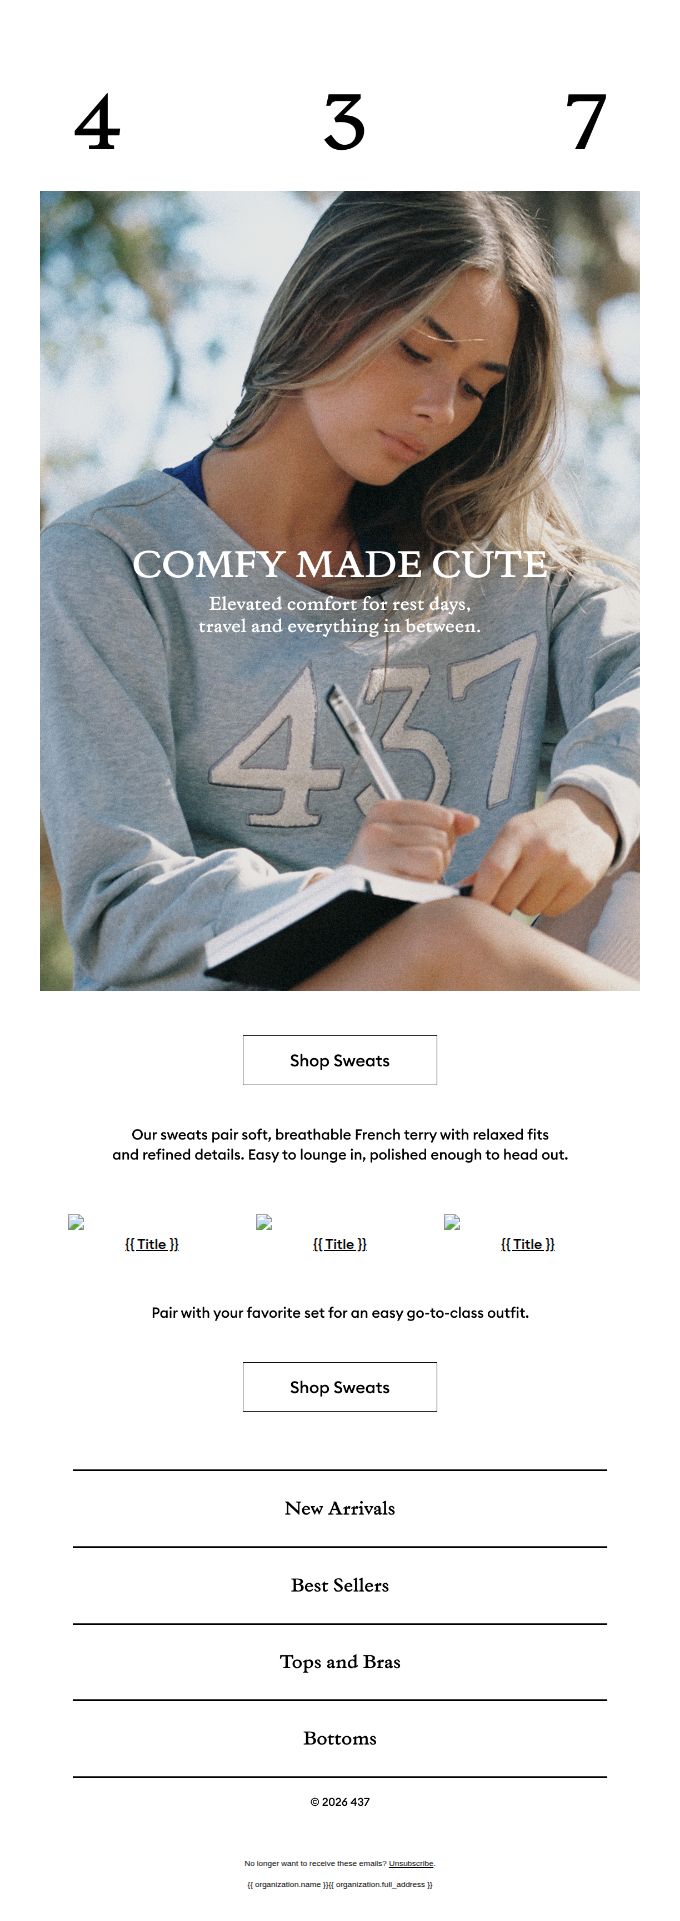 4 3 7
COMFY MADE CUTE
Elevated comfort for rest days,
travel and everything in between.
437
Shop Sweats
Our sweats pair soft, breathable French terry with relaxed fits
and refined details. Easy to lounge in, polished enough to head out.
{{ Title }} {{ Title }} {{ Title }}
Pair with your favorite set for an easy go-to-class outfit.
Shop Sweats
New Arrivals
Best Sellers
Tops and Bras
Bottoms
© 2026 437
No longer want to receive these emails? Unsubscribe.
{{ organization.name }}{{ organization.full_address }}